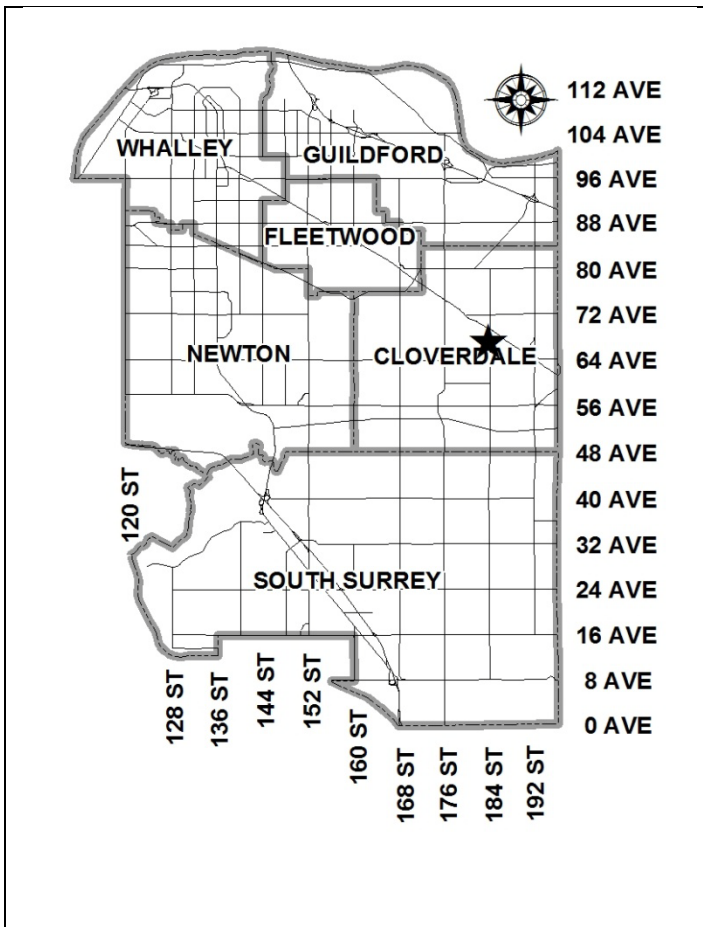 112 AVE
104 AVE
WHALLEY
GUILDFORD
96 AVE
88 AVE
FLEETWOOD
80 AVE
72 AVE
NEWTON
CLOVERDALE
64 AVE
56 AVE
48 AVE
120 ST
40 AVE
32 AVE
SOUTH SURREY
24 AVE
16 AVE
128 ST
136 ST
144 ST
152 ST
8 AVE
160 ST
0 AVE
168 ST
176 ST
184 ST
192 ST